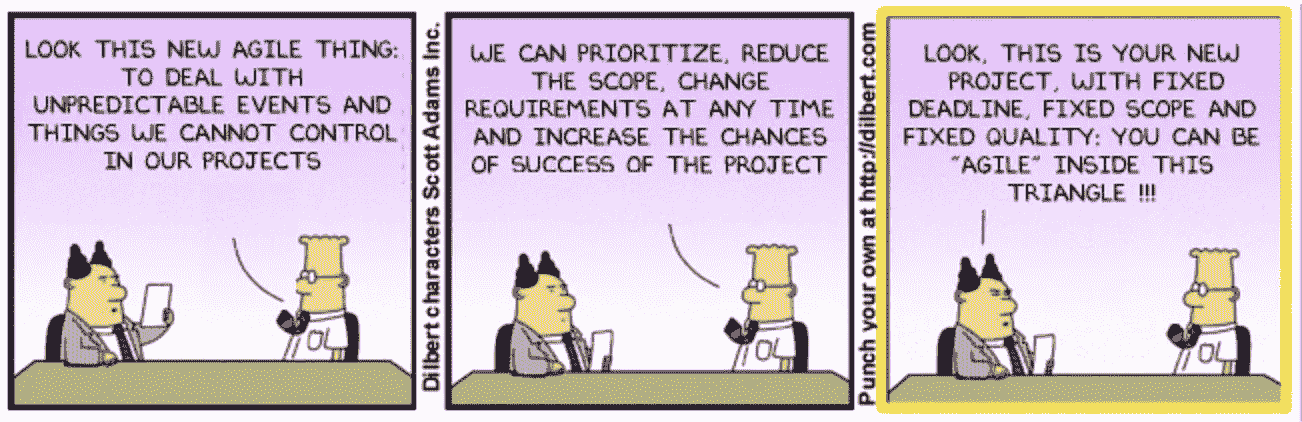 LOOK THIS NEW AGILE THING:
TO DEAL WITH
UNPREDICTABLE EVENTS AND
THINGS WE CANNOT CONTROL
IN OUR PROJECTS
Dilbert characters Scott Adams Inc.
WE CAN PRIORITIZE, REDUCE
THE SCOPE, CHANGE
REQUIREMENTS AT ANY TIME
AND INCREASE THE CHANCES
OF SUCCESS OF THE PROJECT
Punch your own at http://dilbert.com
LOOK, THIS IS YOUR NEW
PROJECT, WITH FIXED
DEADLINE, FIXED SCOPE AND
FIXED QUALITY: YOU CAN BE
"AGILE" INSIDE THIS
TRIANGLE !!!